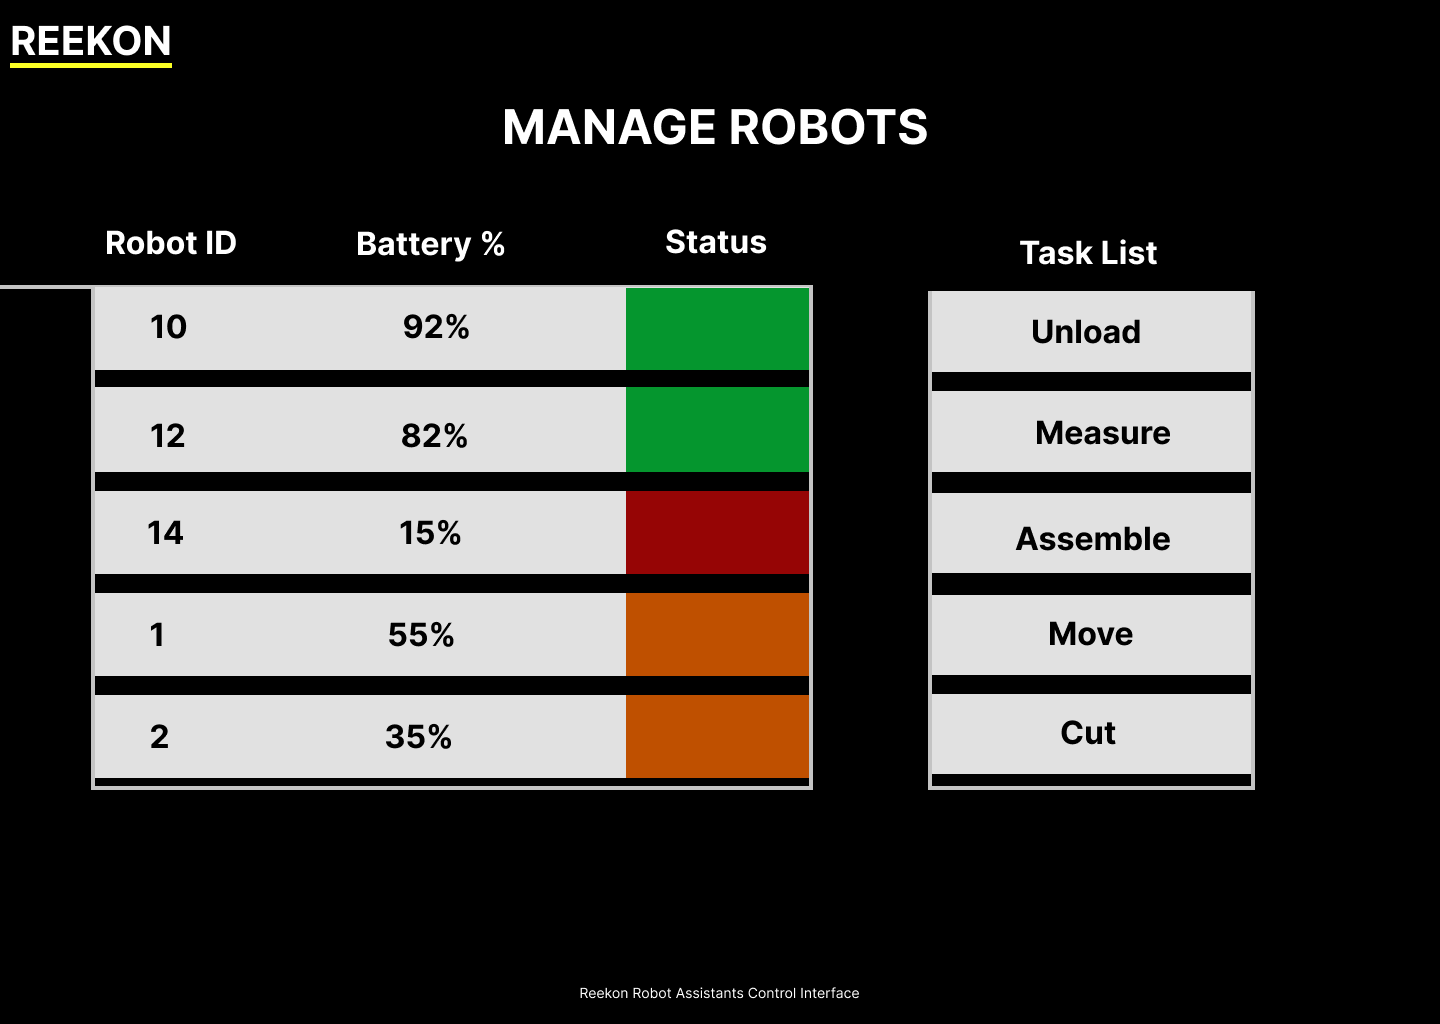 REEKON
MANAGE ROBOTS
Robot ID Battery % Status Task List
10 92% Unload
12 82% Measure
14 15% Assemble
1 55% Move
2 35% Cut
Reekon Robot Assistants Control Interface